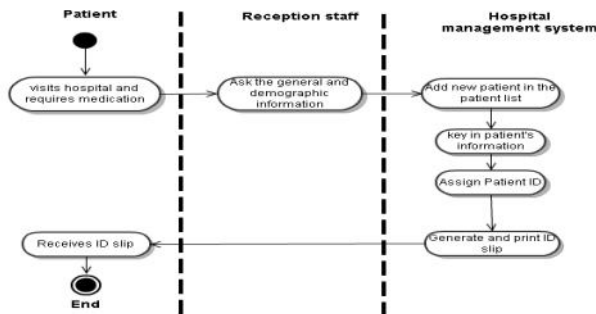 Patient
Reception staff
Hospital
management system
visits hospital and
requires medication
Ask the general and
demographic
information
Add new patient in the
patient list
key in patient's
information
Assign Patient ID
Generate and print ID
slip
Receives ID slip
End